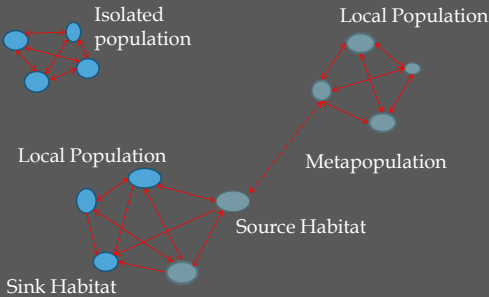 Isolated
population
Local Population
Metapopulation
Local Population
Source Habitat
Sink Habitat